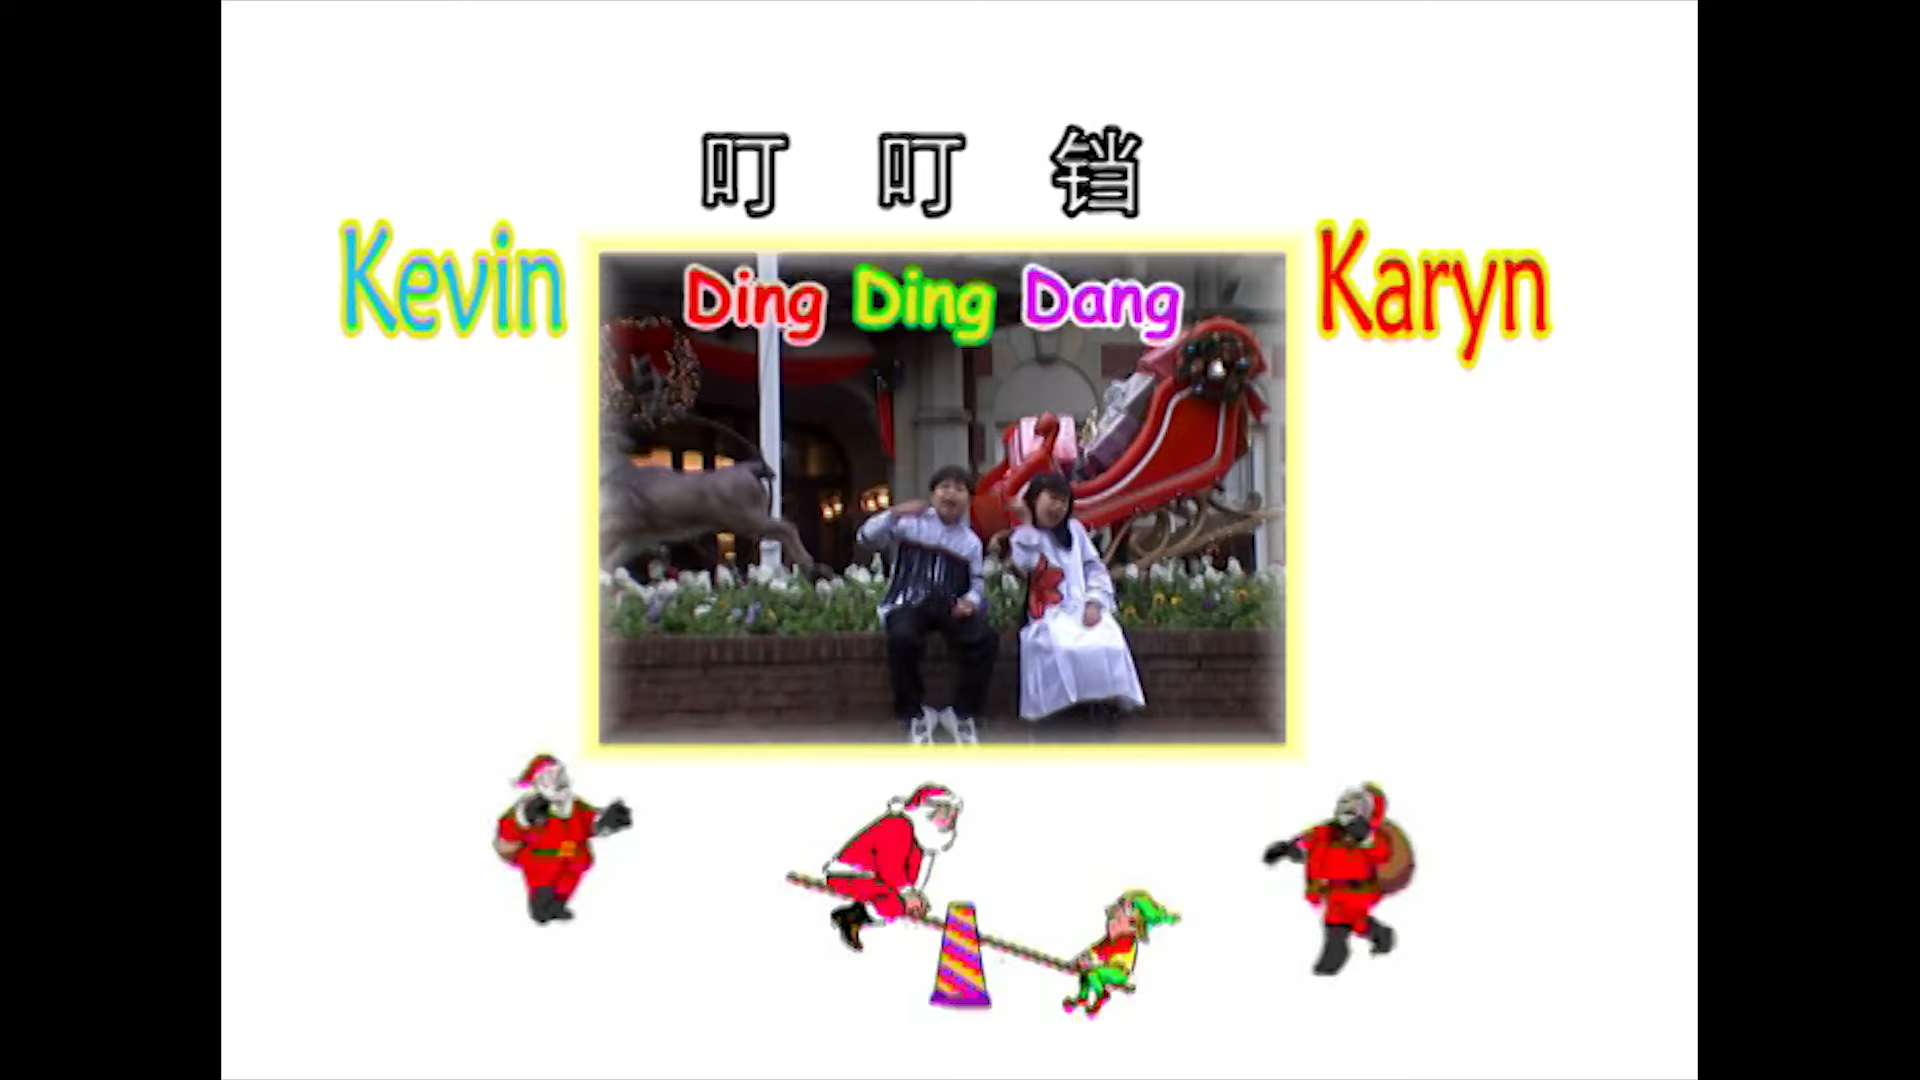 叮 叮 铛
Kevin
Ding Ding Dang
Karyn